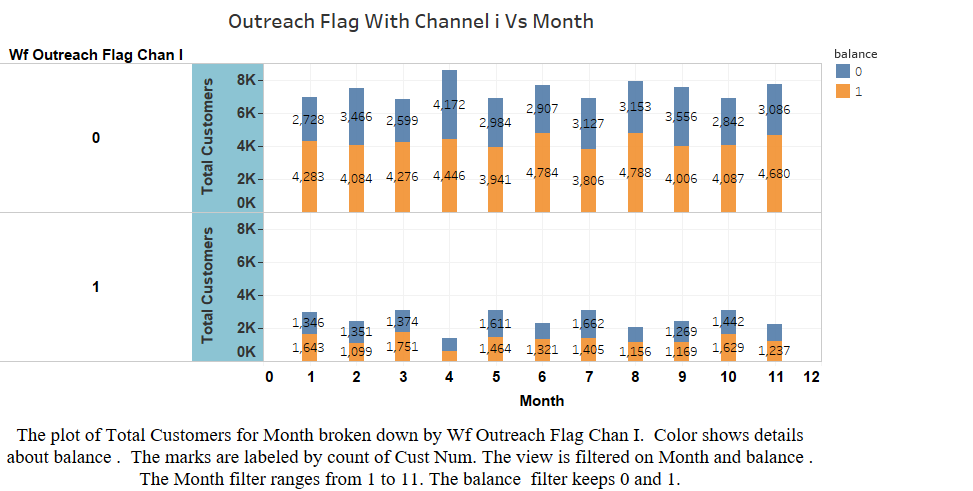 Outreach Flag With Channel i Vs Month
Wf Outreach Flag Chan I
balance
0
1
0
Total Customers
8K
6K
4K
2K
0K
2,728 3,466 2,599 4,172 2,984 2,907 3,127 3,153 3,556 2,842 3,086
4,283 4,084 4,276 4,446 3,941 4,784 3,806 4,788 4,006 4,087 4,680
1
Total Customers
8K
6K
4K
2K
0K
1,346 1,351 1,374 1,611 1,662 1,269 1,442
1,643 1,099 1,751 1,464 1,321 1,405 1,156 1,169 1,629 1,237
0 1 2 3 4 5 6 7 8 9 10 11 12
Month
The plot of Total Customers for Month broken down by Wf Outreach Flag Chan I. Color shows details
about balance . The marks are labeled by count of Cust Num. The view is filtered on Month and balance .
The Month filter ranges from 1 to 11. The balance filter keeps 0 and 1.